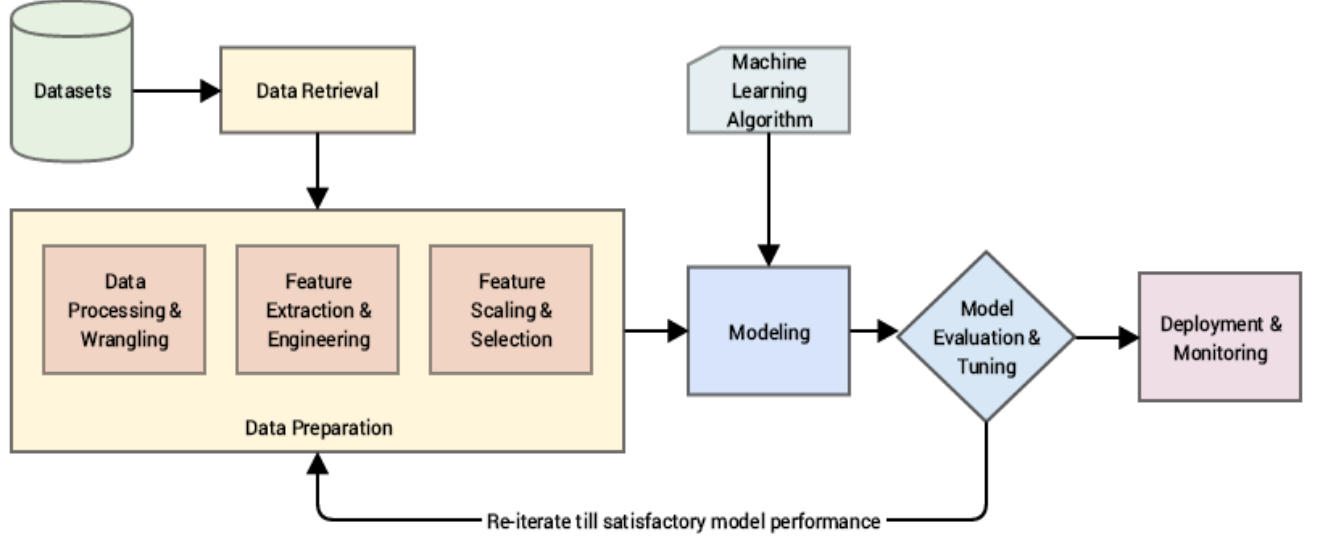 Datasets
Data Retrieval
Machine
Learning
Algorithm
Data
Processing &
Wrangling
Feature
Extraction &
Engineering
Feature
Scaling &
Selection
Data Preparation
Modeling
Model
Evaluation &
Tuning
Deployment &
Monitoring
Re-iterate till satisfactory model performance